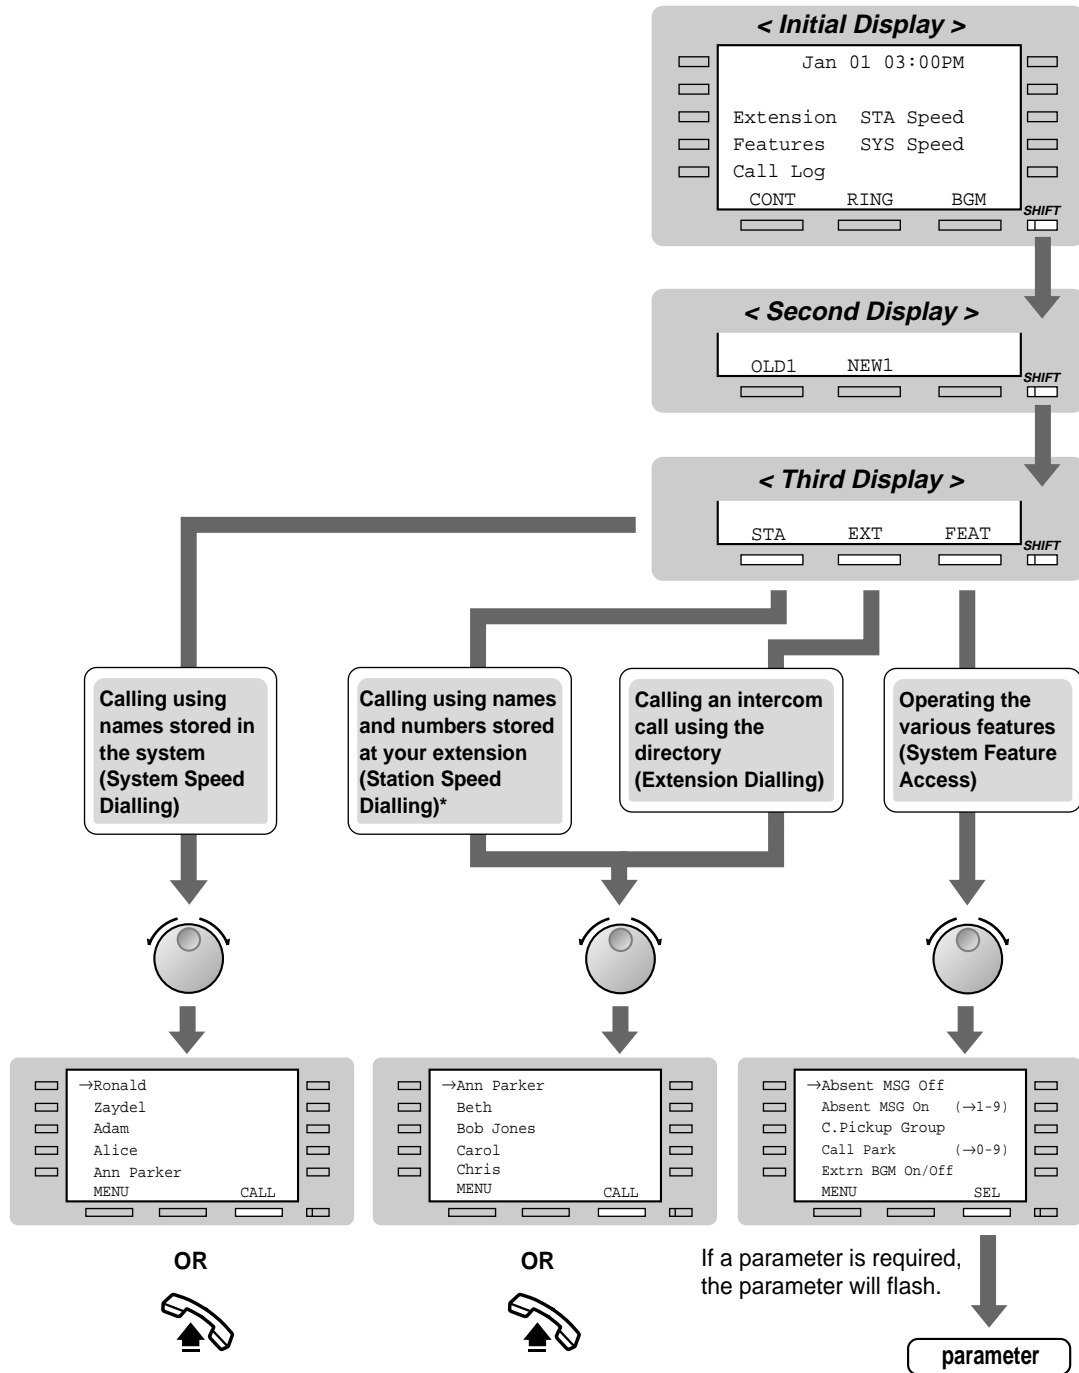 < Initial Display >
Jan 01 03:00PM
Extension STA Speed
Features SYS Speed
Call Log
CONT RING BGM
SHIFT
< Second Display >
OLD1 NEW1
SHIFT
< Third Display >
STA EXT FEAT
SHIFT
Calling using
names stored in
the system
(System Speed
Dialling)
Calling using names
and numbers stored
at your extension
(Station Speed
Dialling)*
Calling an intercom
call using the
directory
(Extension Dialling)
Operating the
various features
(System Feature
Access)
→Ronald
Zaydel
Adam
Alice
Ann Parker
MENU CALL
→Ann Parker
Beth
Bob Jones
Carol
Chris
MENU CALL
→Absent MSG Off
Absent MSG On (→1-9)
C.Pickup Group
Call Park (→0-9)
Extrn BGM On/Off
MENU SEL
OR
OR
If a parameter is required,
the parameter will flash.
parameter